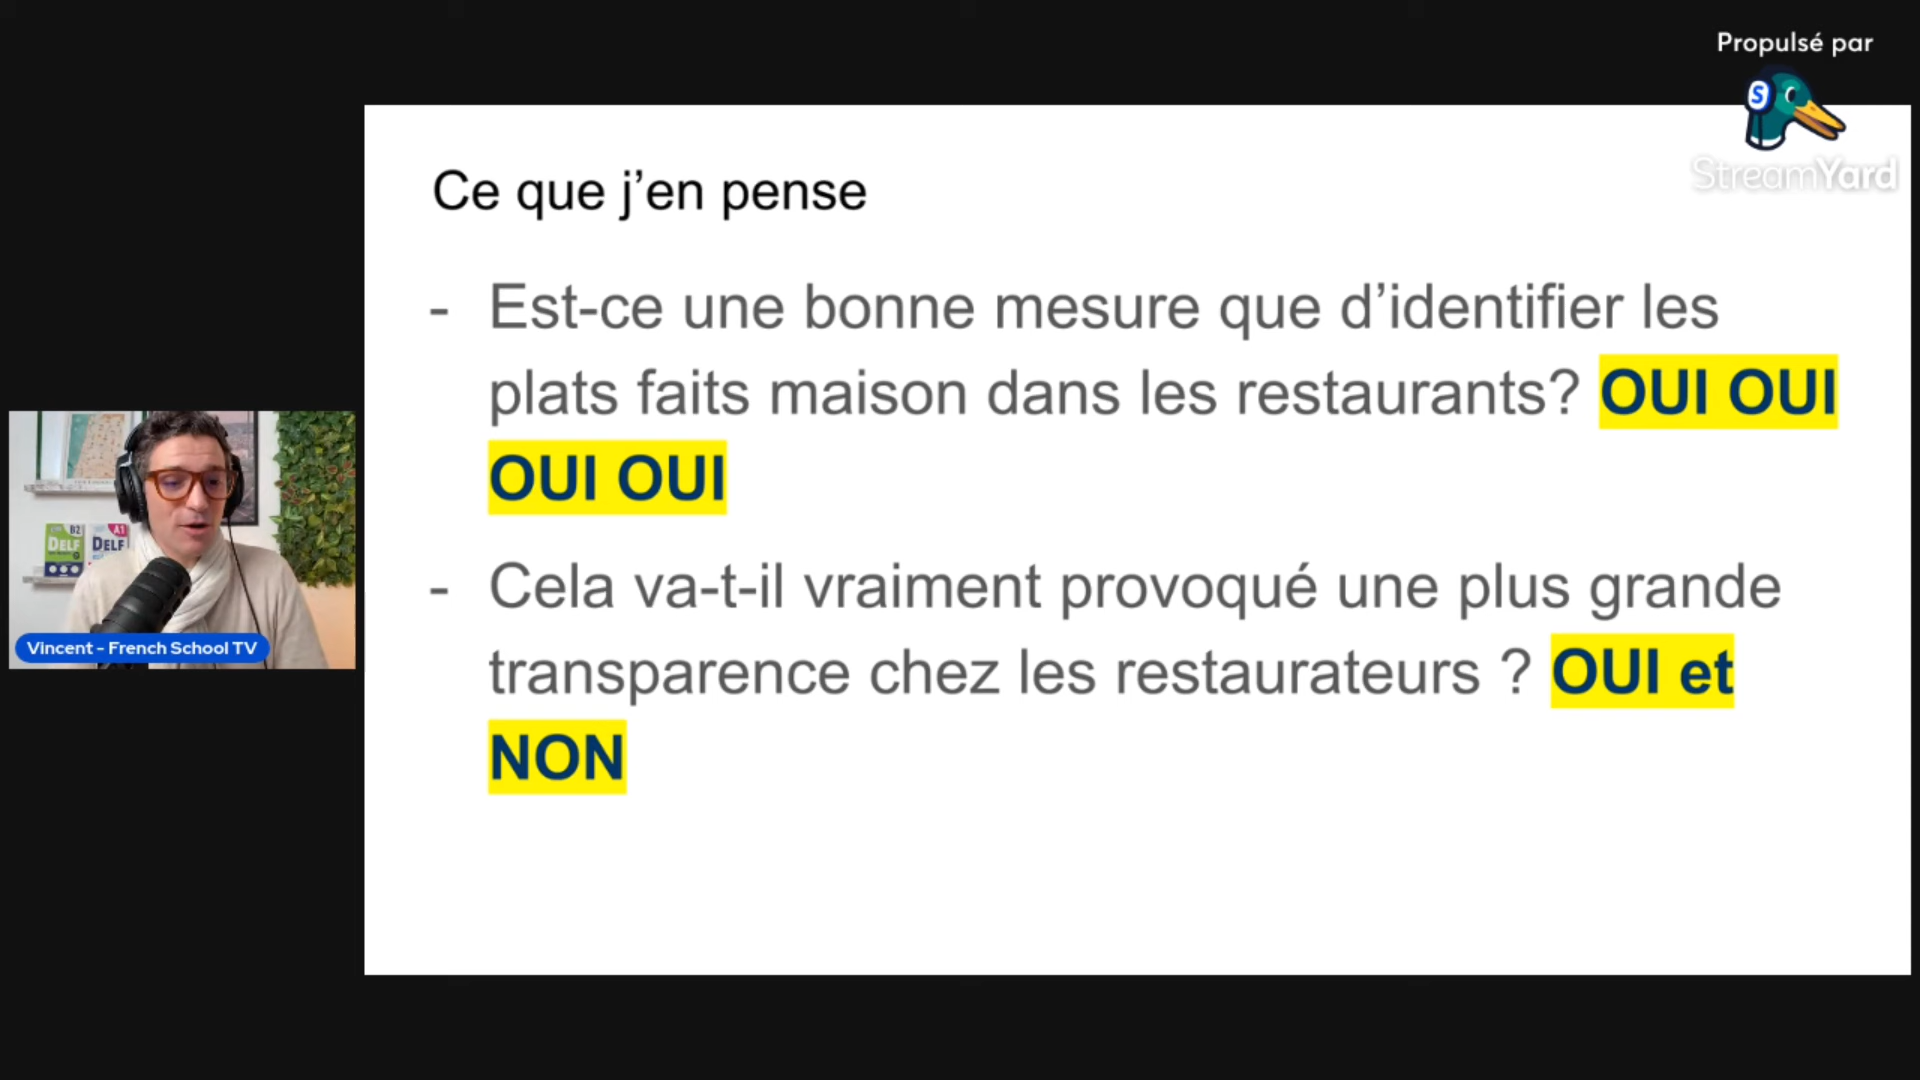 Propulsé par
StreamYard
Ce que j’en pense
- Est-ce une bonne mesure que d’identifier les
plats faits maison dans les restaurants? OUI OUI
OUI OUI
- Cela va-t-il vraiment provoqué une plus grande
transparence chez les restaurateurs ? OUI et
NON
B2
DELF
A1
DELF
Vincent - French School TV